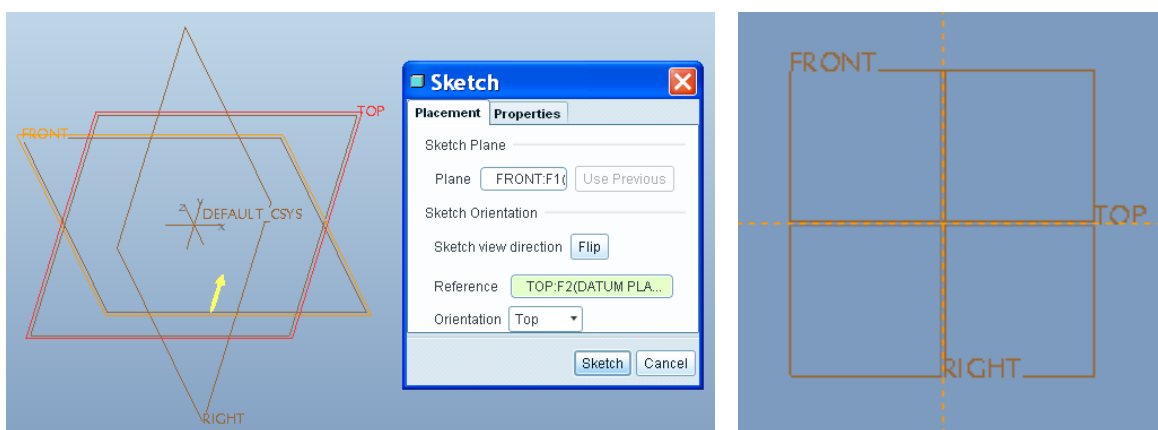 TOP
FRONT
z y DEFAULT_CSYS
x
RIGHT
Sketch
Placement Properties
Sketch Plane
Plane FRONT:F1( Use Previous
Sketch Orientation
Sketch view direction Flip
Reference TOP:F2(DATUM PLA...
Orientation Top
Sketch Cancel
FRONT
TOP
RIGHT